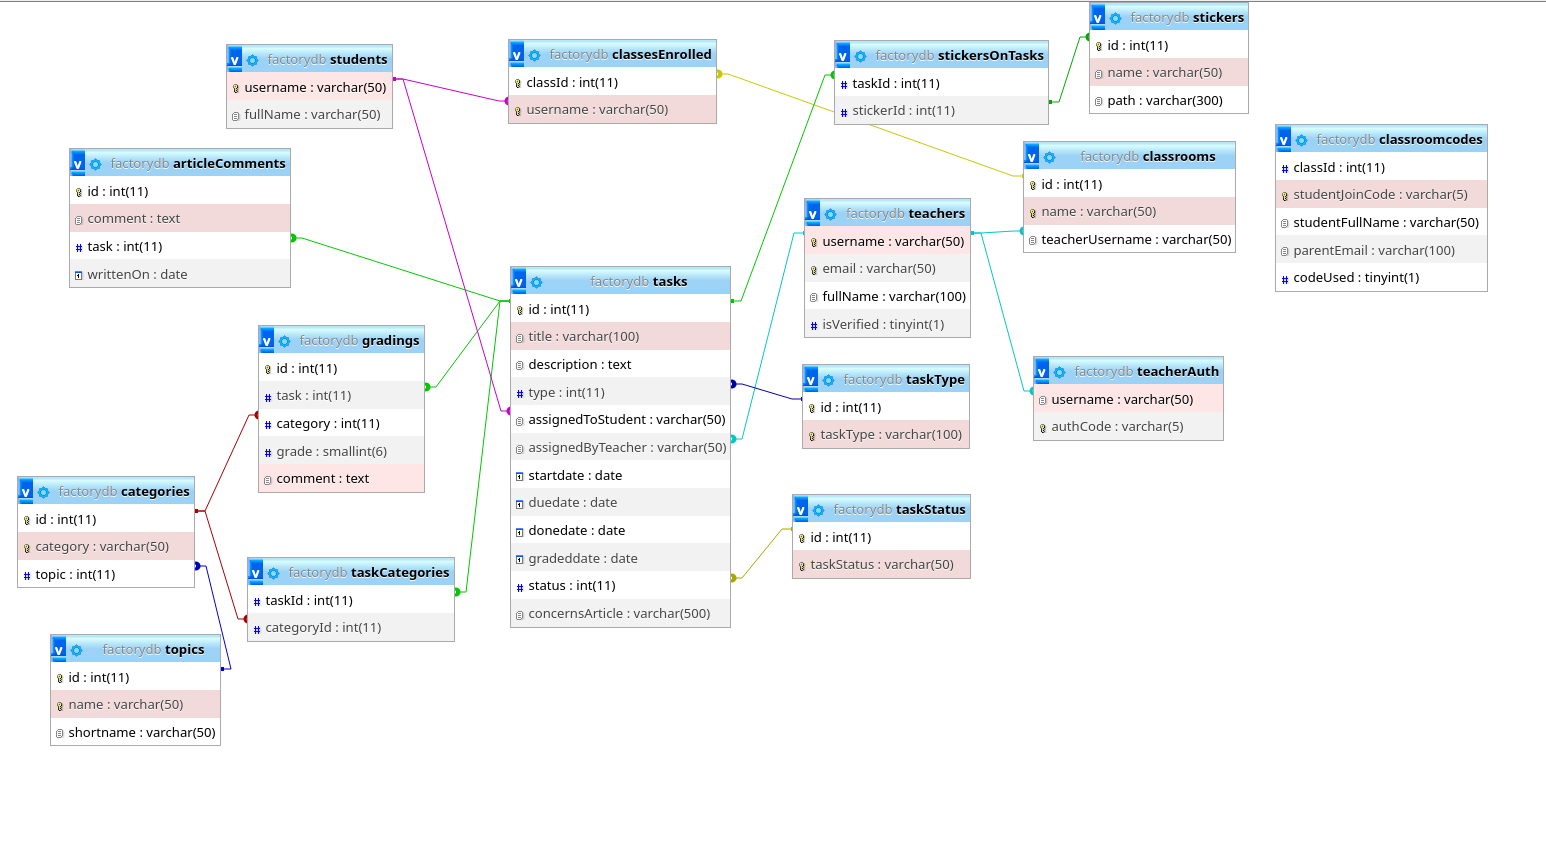 factorydb stickers
id : int(11)
name : varchar(50)
path : varchar(300)
factorydb students
username : varchar(50)
fullName : varchar(50)
factorydb classesEnrolled
classId : int(11)
username : varchar(50)
factorydb stickersOnTasks
taskId : int(11)
stickerId : int(11)
factorydb classroomcodes
classId : int(11)
studentJoinCode : varchar(5)
studentFullName : varchar(50)
parentEmail : varchar(100)
codeUsed : tinyint(1)
factorydb classrooms
id : int(11)
name : varchar(50)
teacherUsername : varchar(50)
factorydb articleComments
id : int(11)
comment : text
task : int(11)
writtenOn : date
factorydb teachers
username : varchar(50)
email : varchar(50)
fullName : varchar(100)
isVerified : tinyint(1)
factorydb tasks
id : int(11)
title : varchar(100)
description : text
type : int(11)
assignedToStudent : varchar(50)
assignedByTeacher : varchar(50)
startdate : date
duedate : date
donedate : date
gradeddate : date
status : int(11)
concernsArticle : varchar(500)
factorydb gradings
id : int(11)
task : int(11)
category : int(11)
grade : smallint(6)
comment : text
factorydb teacherAuth
username : varchar(50)
authCode : varchar(5)
factorydb taskType
id : int(11)
taskType : varchar(100)
factorydb categories
id : int(11)
category : varchar(50)
topic : int(11)
factorydb taskStatus
id : int(11)
taskStatus : varchar(50)
factorydb taskCategories
taskId : int(11)
categoryId : int(11)
factorydb topics
id : int(11)
name : varchar(50)
shortname : varchar(50)